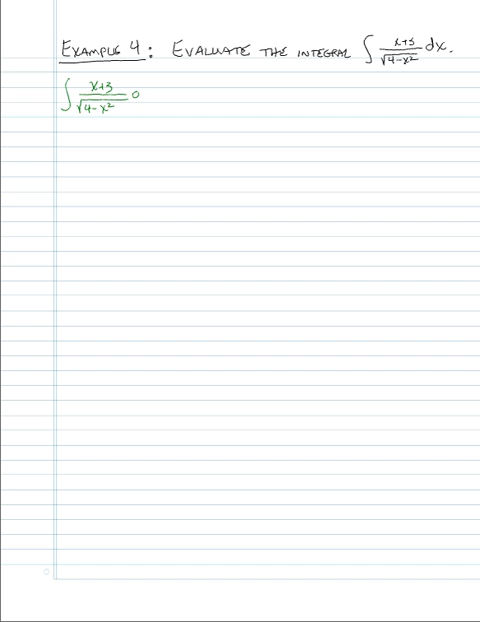 EXAMPLE 4: EVALUATE THE INTEGRAL ∫ (x+3)/√(4-x²) dx.
∫ (x+3)/√(4-x²)